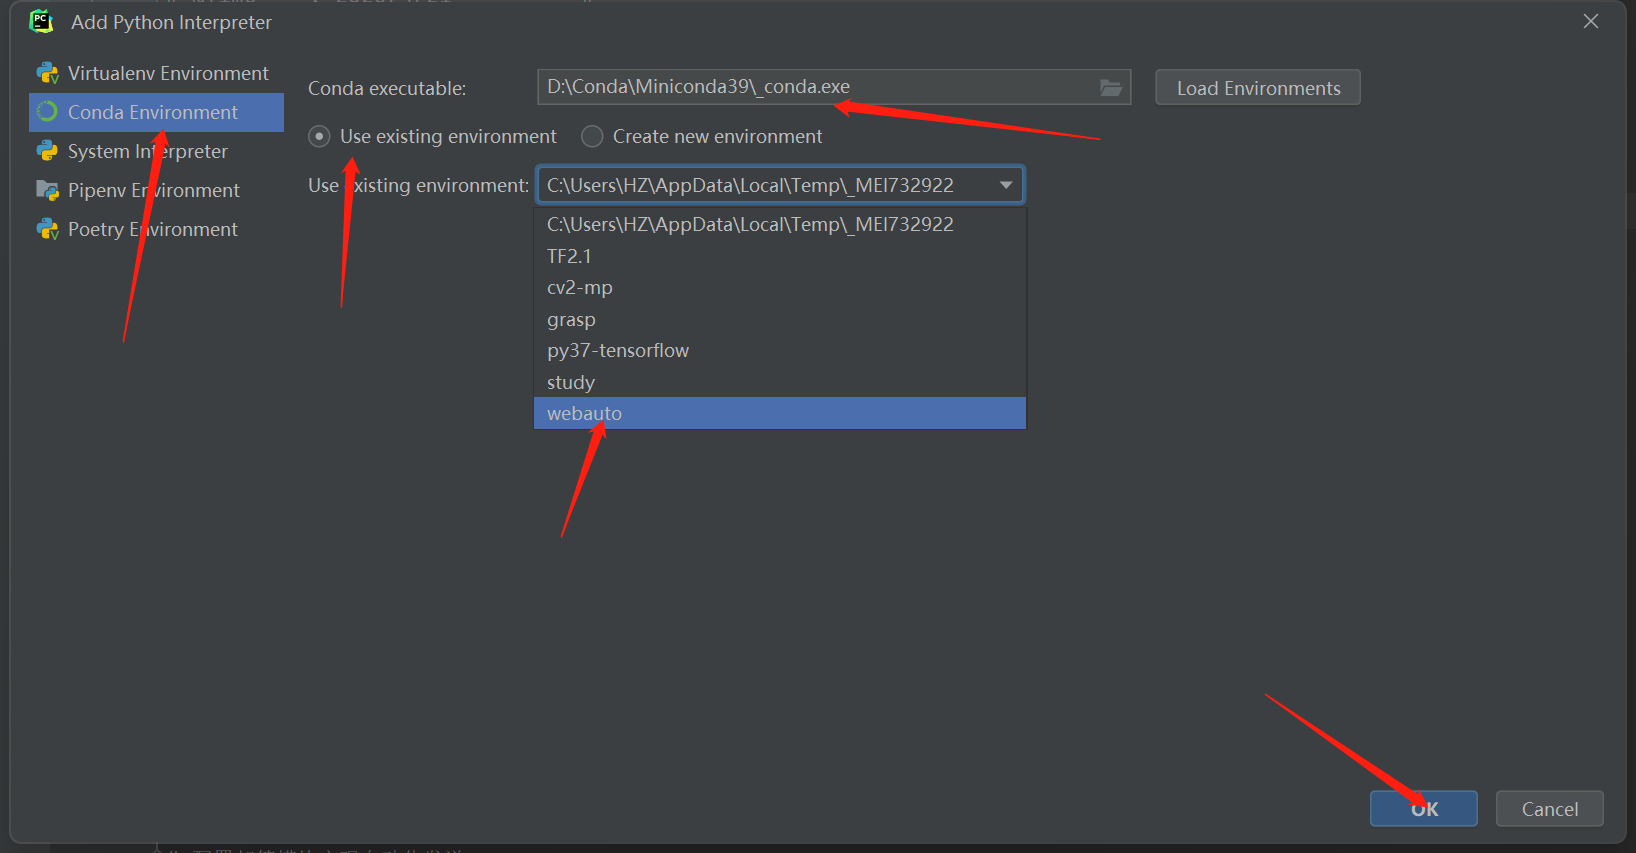 Add Python Interpreter
Virtualenv Environment
Conda Environment
System Interpreter
Pipenv Environment
Poetry Environment
Conda executable:
D:\Conda\Miniconda39\_conda.exe
Load Environments
Use existing environment
Create new environment
Use existing environment:
C:\Users\HZ\AppData\Local\Temp\_MEI732922
C:\Users\HZ\AppData\Local\Temp\_MEI732922
TF2.1
cv2-mp
grasp
py37-tensorflow
study
webauto
OK
Cancel